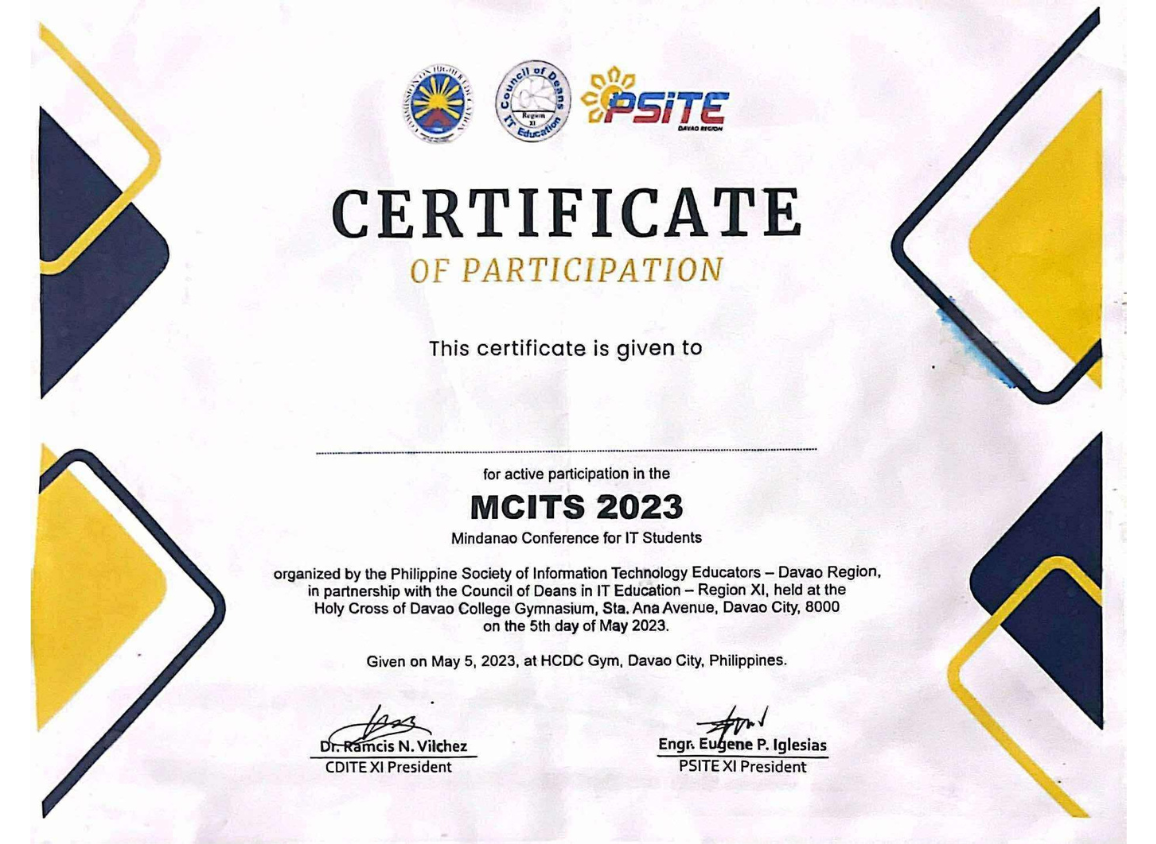 COMMISSION ON HIGHER EDUCATION
Council of Deans
Region
XI
IT Education
PSITE
DAVAO REGION
CERTIFICATE
OF PARTICIPATION
This certificate is given to
for active participation in the
MCITS 2023
Mindanao Conference for IT Students
organized by the Philippine Society of Information Technology Educators – Davao Region,
in partnership with the Council of Deans in IT Education – Region XI, held at the
Holy Cross of Davao College Gymnasium, Sta. Ana Avenue, Davao City, 8000
on the 5th day of May 2023.
Given on May 5, 2023, at HCDC Gym, Davao City, Philippines.
Dr. Ramcis N. Vilchez
CDITE XI President
Engr. Eugene P. Iglesias
PSITE XI President